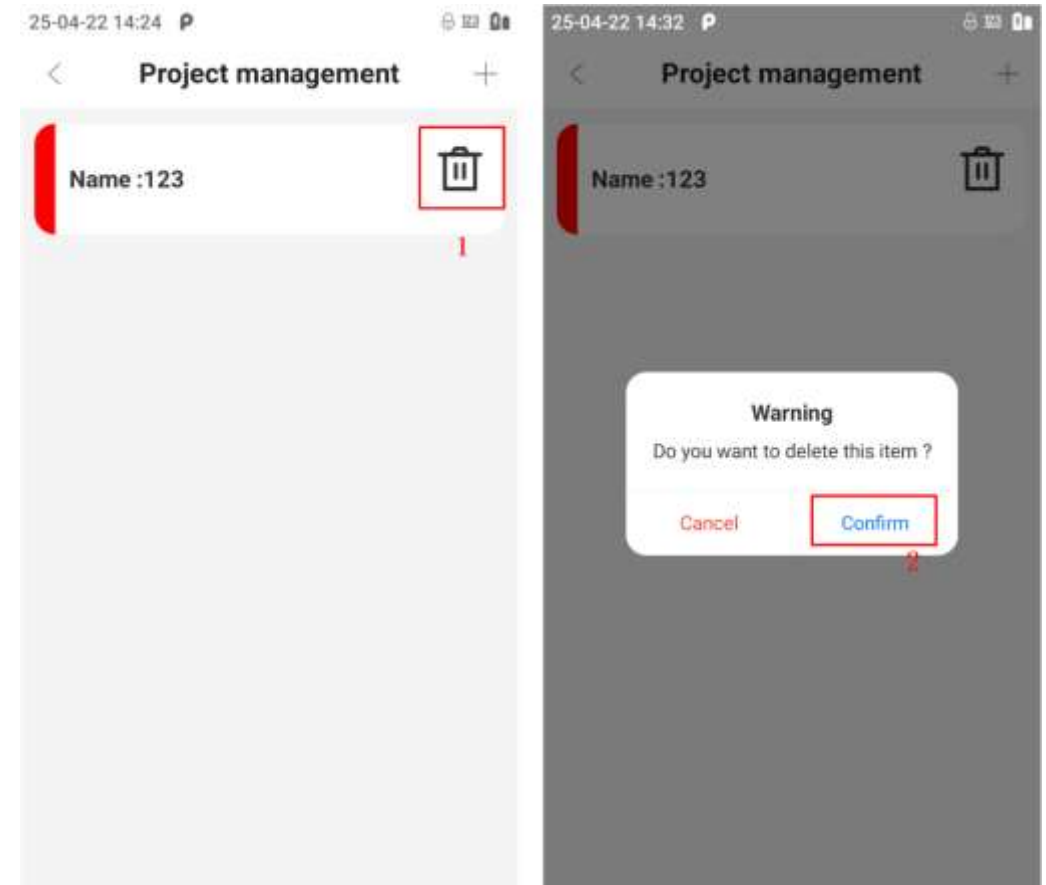 25-04-22 14:24 P
Project management
Name :123
1
25-04-22 14:32 P
Project management
Name :123
Warning
Do you want to delete this item ?
Cancel
Confirm
2